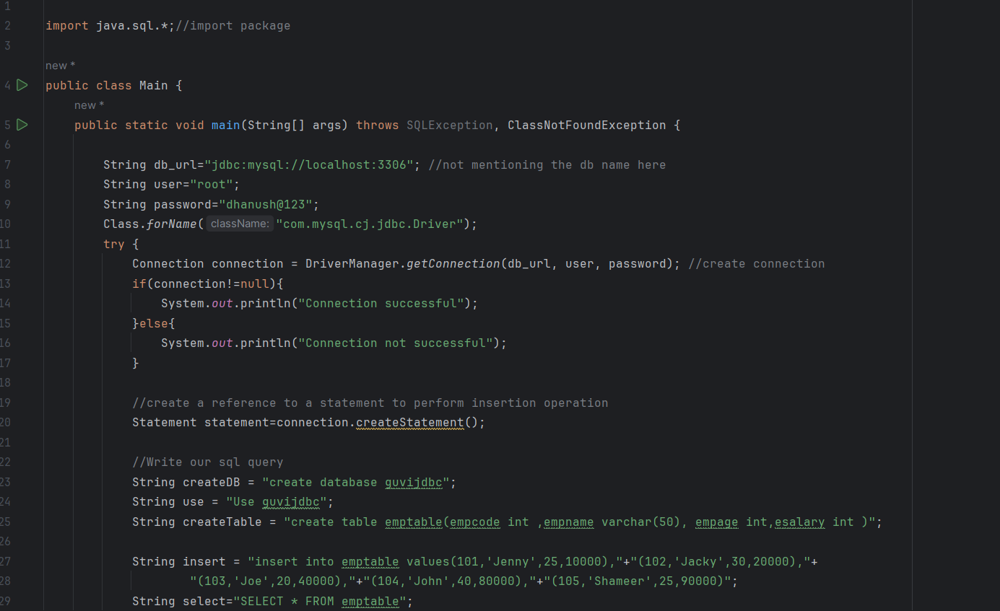 1
2 import java.sql.*;//import package
3
new *
4 public class Main {
new *
5 public static void main(String[] args) throws SQLException, ClassNotFoundException {
6
7 String db_url="jdbc:mysql://localhost:3306"; //not mentioning the db name here
8 String user="root";
9 String password="dhanush@123";
10 Class.forName( className: "com.mysql.cj.jdbc.Driver");
11 try {
12 Connection connection = DriverManager.getConnection(db_url, user, password); //create connection
13 if(connection!=null){
14 System.out.println("Connection successful");
15 }else{
16 System.out.println("Connection not successful");
17 }
18
19 //create a reference to a statement to perform insertion operation
20 Statement statement=connection.createStatement();
21
22 //Write our sql query
23 String createDB = "create database guvijdbc";
24 String use = "Use guvijdbc";
25 String createTable = "create table emptable(empcode int ,empname varchar(50), empage int,esalary int )";
26
27 String insert = "insert into emptable values(101,'Jenny',25,10000),"+"(102,'Jacky',30,20000),"+
28 "(103,'Joe',20,40000),"+"(104,'John',40,80000),"+"(105,'Shameer',25,90000)";
29 String select="SELECT * FROM emptable";